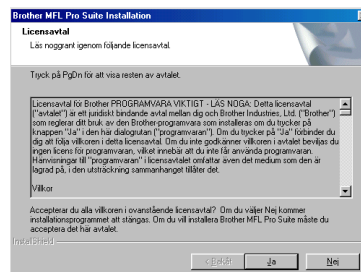 Brother MFL Pro Suite Installation
Licensavtal
Läs noggrant igenom följande licensavtal.
Tryck på PgDn för att visa resten av avtalet.
Licensavtal för Brother PROGRAMVARA VIKTIGT - LÄS NOGA: Detta licensavtal
("avtalet") är ett juridiskt bindande avtal mellan dig och Brother Industries, Ltd. ("Brother")
som reglerar ditt bruk av den Brother-programvara som installeras om du trycker på
knappen "Ja" i den här dialogrutan ("programvaran"). Om du trycker på "Ja" förbinder du
dig att följa villkoren i detta licensavtal. Om du inte godkänner villkoren i avtalet beviljas du
ingen licens för programvaran, vilket innebär att du inte får använda programvaran.
Hänvisningar till "programvaran" i licensavtalet omfattar även det medium som den är
lagrad på, i den utsträckning sammanhanget tillåter det.
Villkor
Accepterar du alla villkoren i ovanstående licensavtal? Om du väljer Nej kommer
installationsprogrammet att stängas. Om du vill installera Brother MFL Pro Suite måste du
acceptera det här avtalet.
InstallShield
< Bakåt
Ja
Nej